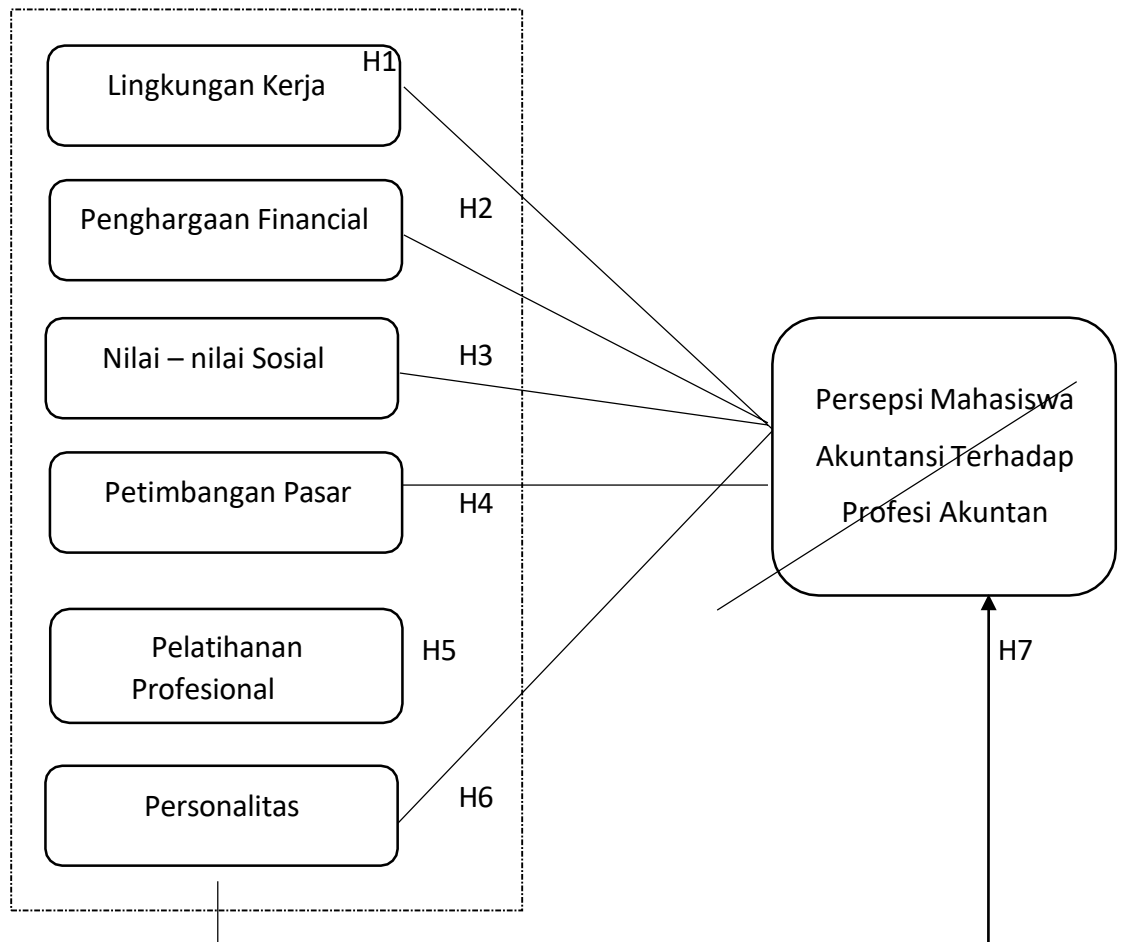 H1
Lingkungan Kerja
Penghargaan Financial
H2
Nilai – nilai Sosial
H3
Petimbangan Pasar
H4
Pelatihanan
Profesional
H5
Personalitas
H6
Persepsi Mahasiswa
Akuntansi Terhadap
Profesi Akuntan
H7